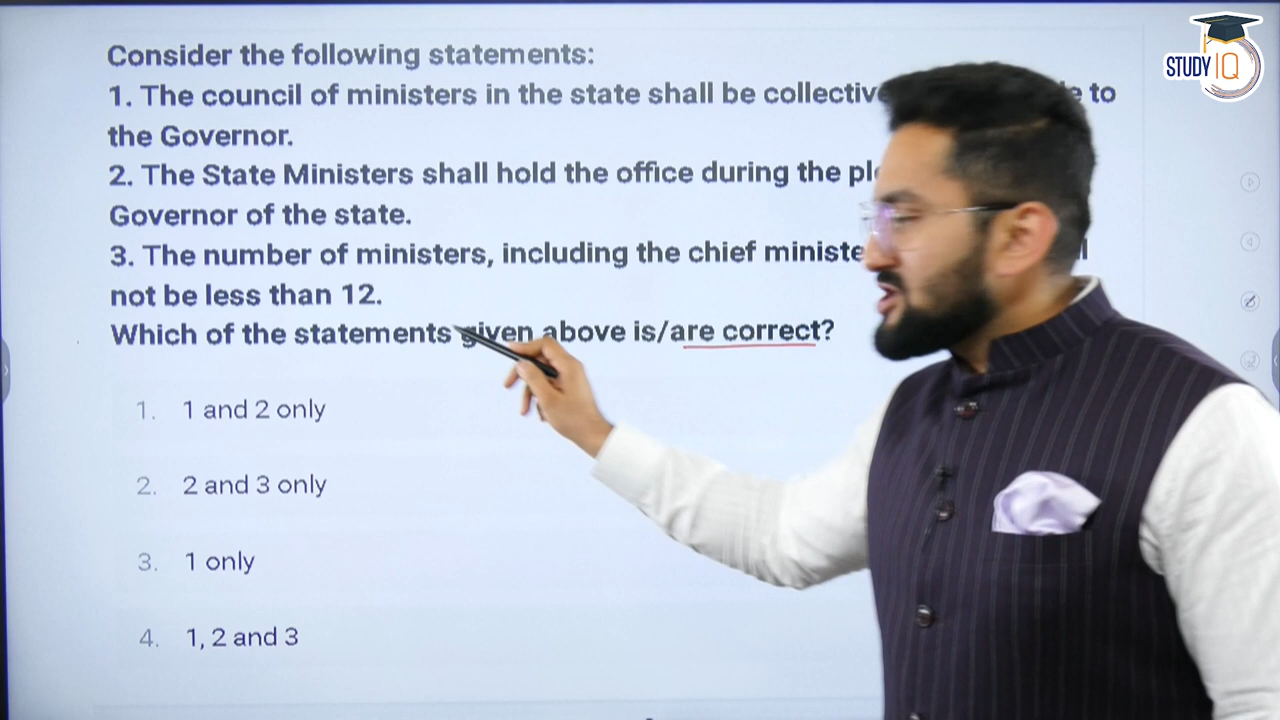 Consider the following statements:
1. The council of ministers in the state shall be to
the Governor.
2. The State Ministers shall hold the office during the
Governor of the state.
3. The number of ministers, including the chief
not be less than 12.
Which of the statements given above is/are correct?
1. 1 and 2 only
2. 2 and 3 only
3. 1 only
4. 1, 2 and 3
STUDY IQ